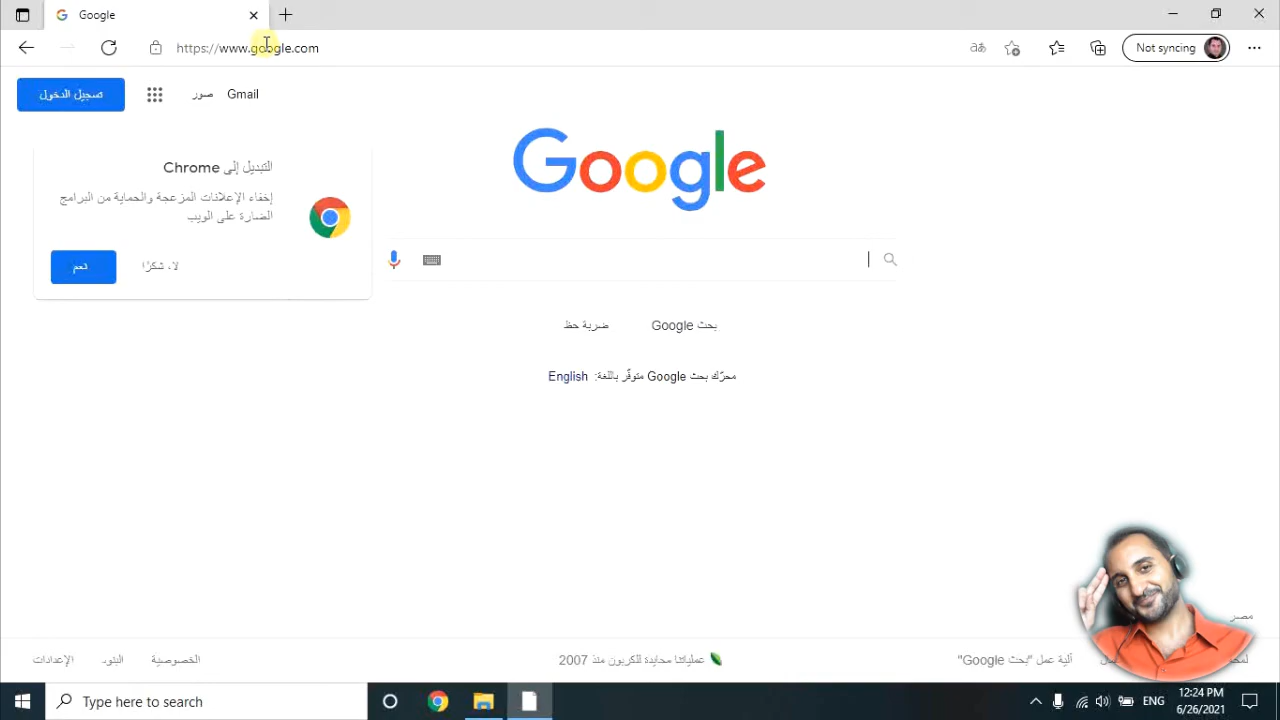 Google
https://www.google.com
Not syncing
تسجيل الدخول
صور
Gmail
التبديل إلى Chrome
إخفاء الإعلانات المزعجة والحماية من البرامج
الضارة على الويب
نعم
لا، شكرًا
Google
بحث Google
ضربة حظ
محرّك بحث Google متوفّر باللغة: English
مصر
آلية عمل "بحث Google"
عملياتنا محايدة للكربون منذ 2007
الخصوصية
البنود
الإعدادات
Type here to search
ENG
12:24 PM
6/26/2021